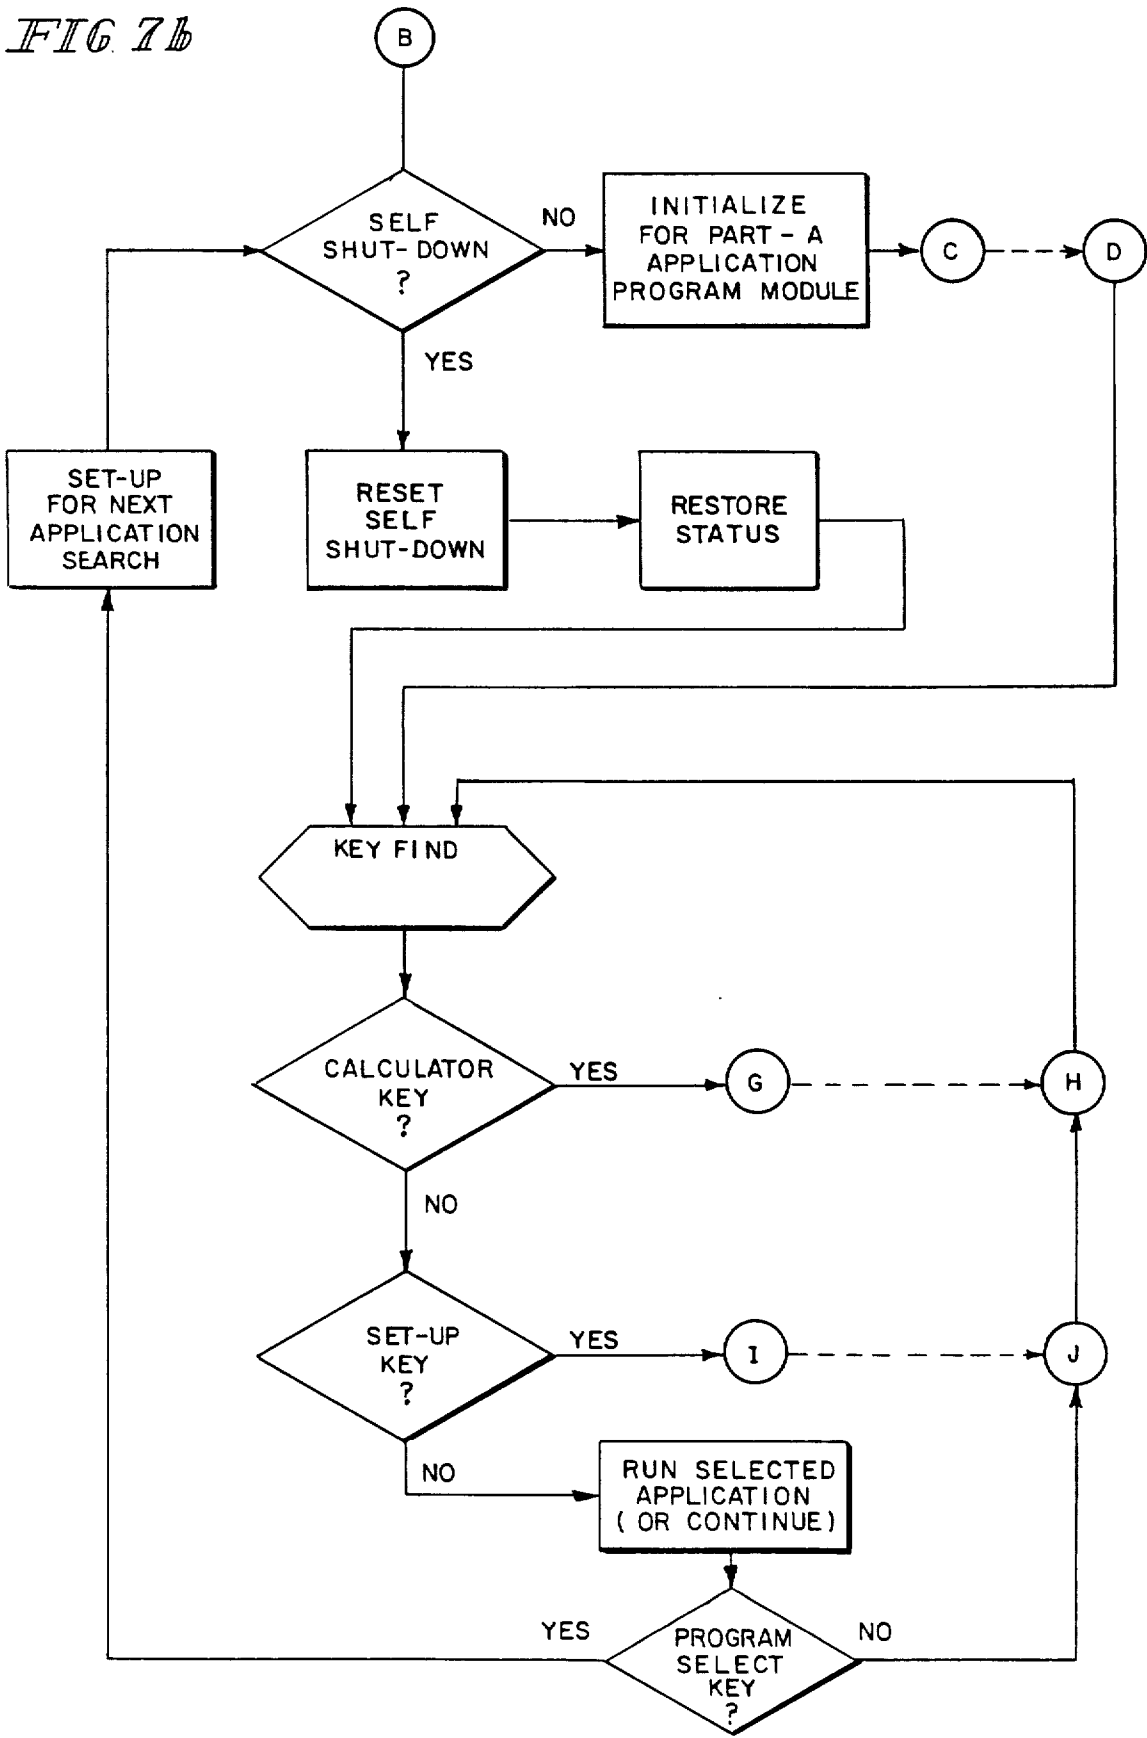 FIG. 7b
B
SELF
SHUT-DOWN
?
NO
INITIALIZE
FOR PART - A
APPLICATION
PROGRAM MODULE
C
D
YES
SET-UP
FOR NEXT
APPLICATION
SEARCH
RESET
SELF
SHUT-DOWN
RESTORE
STATUS
KEY FIND
CALCULATOR
KEY
?
YES
G
H
NO
SET-UP
KEY
?
YES
I
J
NO
RUN SELECTED
APPLICATION
( OR CONTINUE)
YES
PROGRAM
SELECT
KEY
?
NO